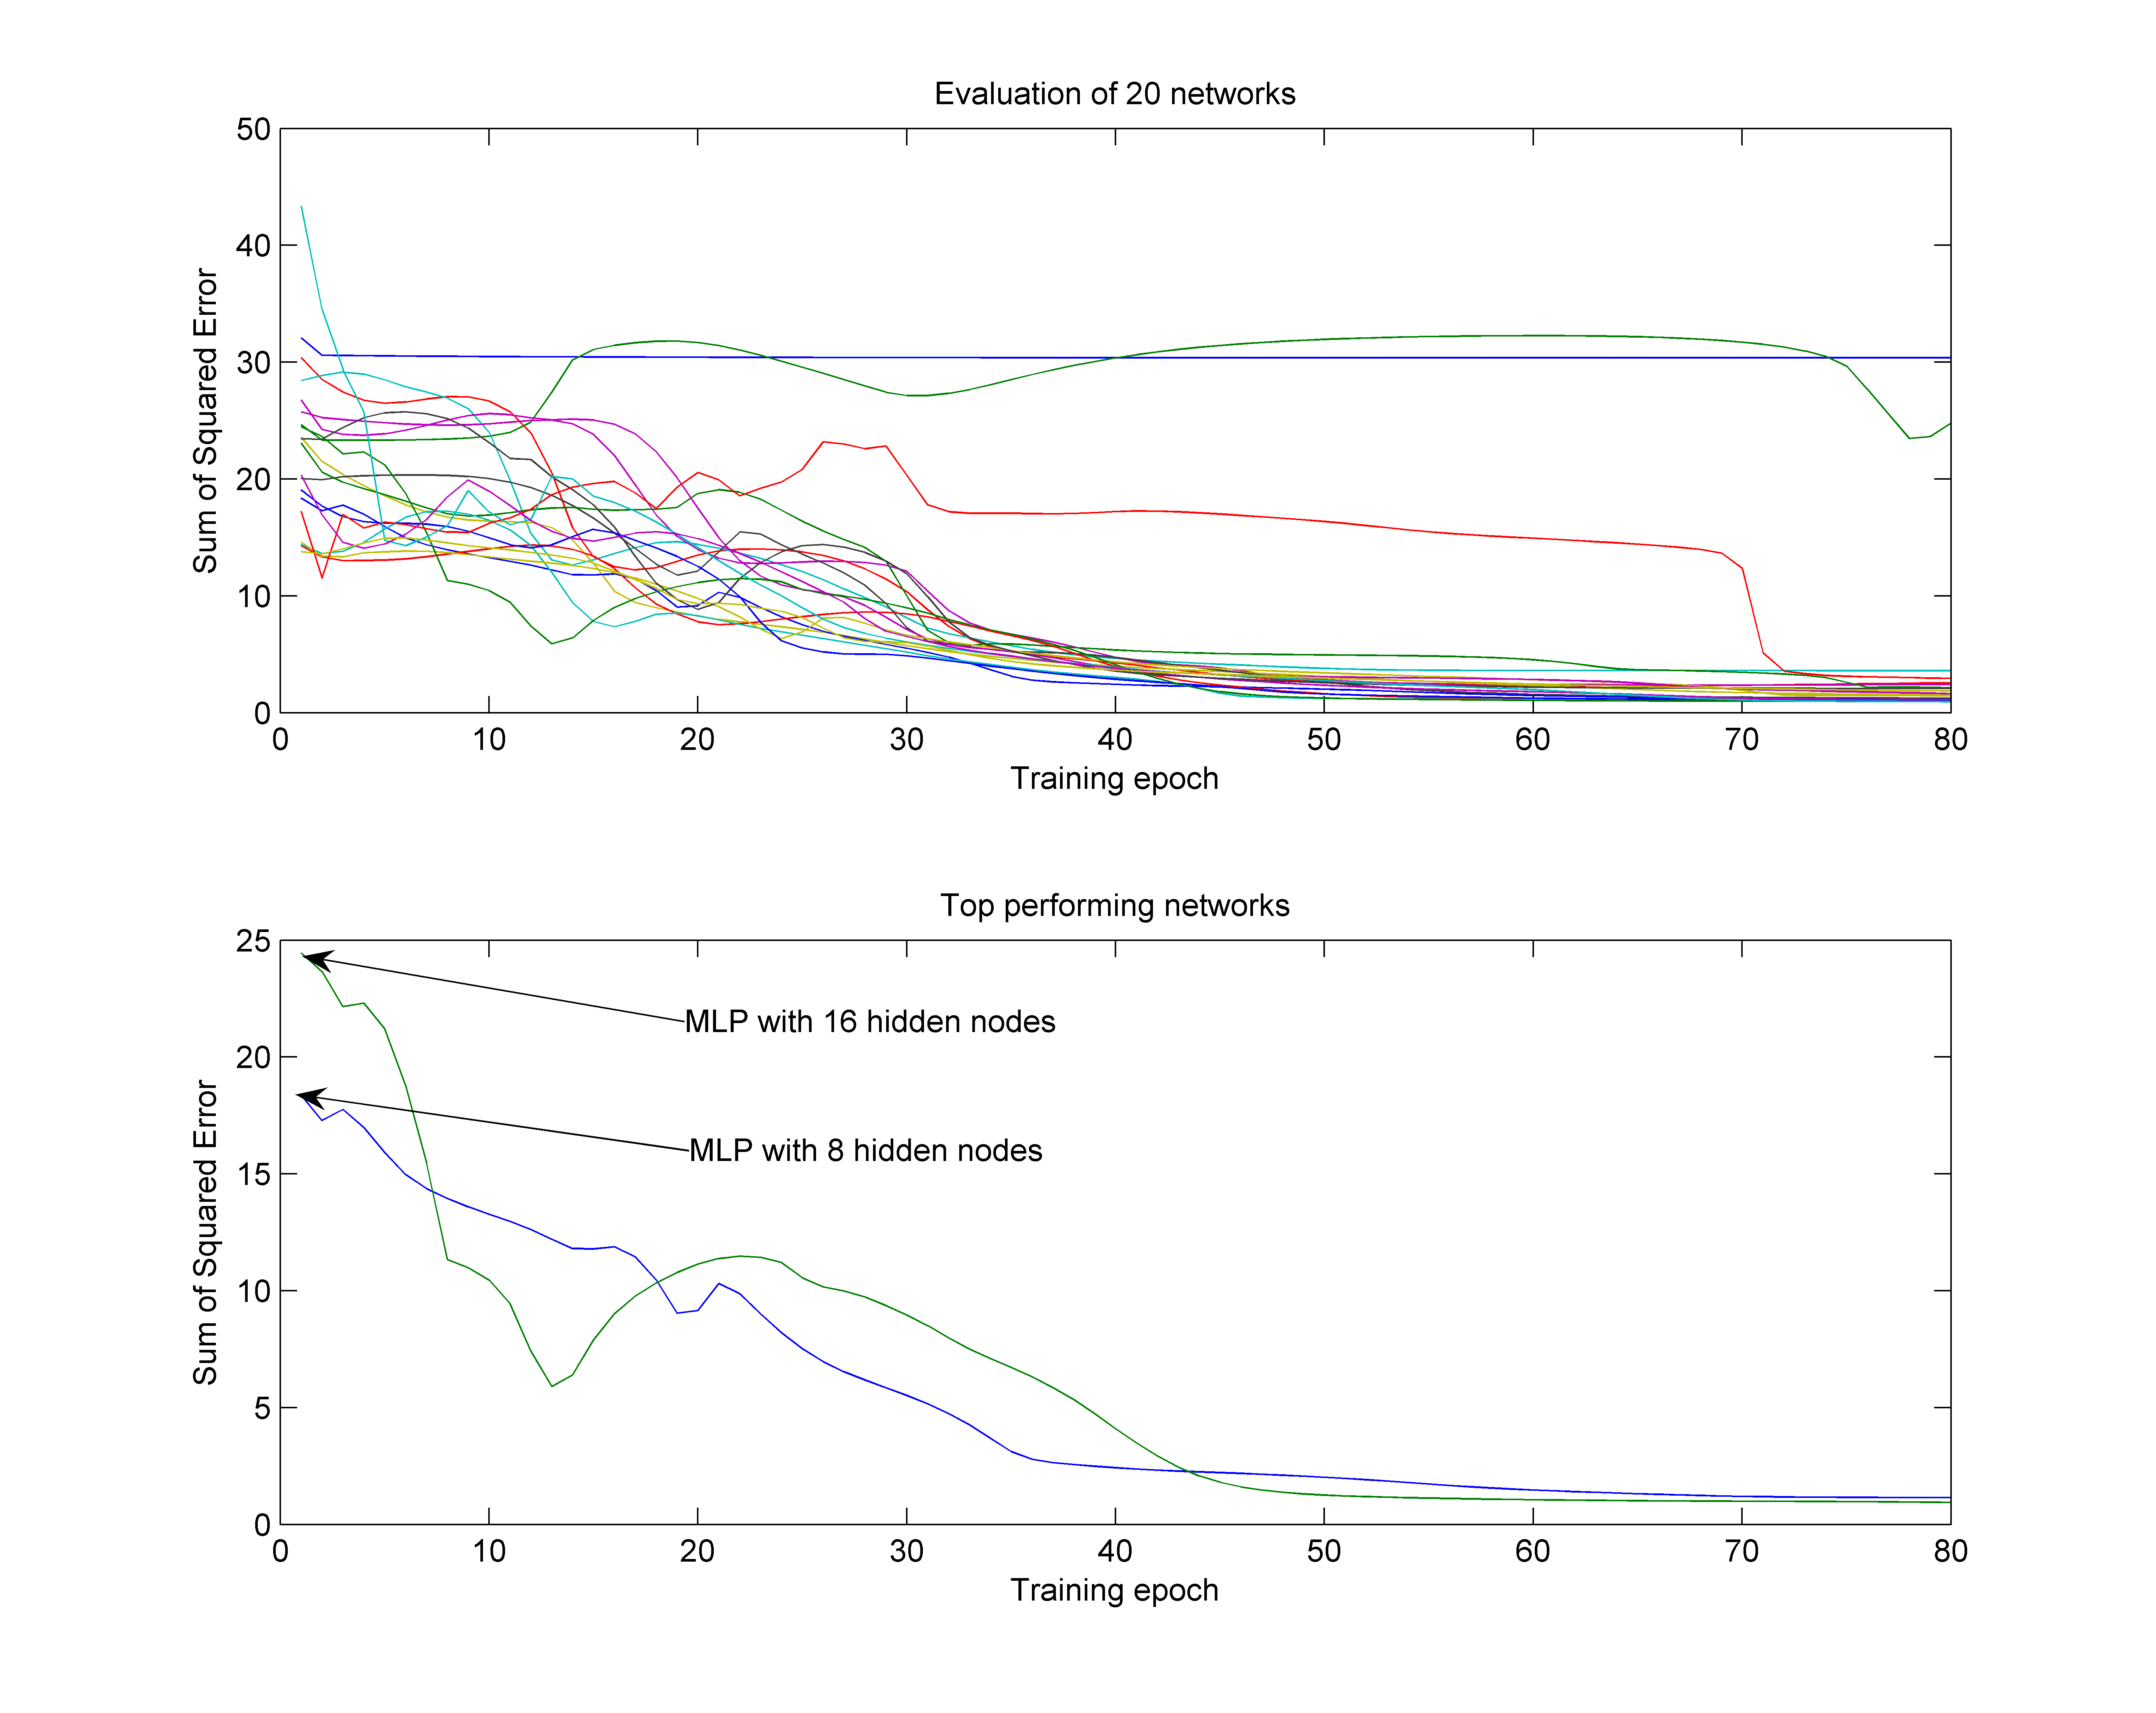 Evaluation of 20 networks
50
40
30
20
10
0
Sum of Squared Error
0 10 20 30 40 50 60 70 80
Training epoch
Top performing networks
25
20
15
10
5
0
Sum of Squared Error
MLP with 16 hidden nodes
MLP with 8 hidden nodes
0 10 20 30 40 50 60 70 80
Training epoch